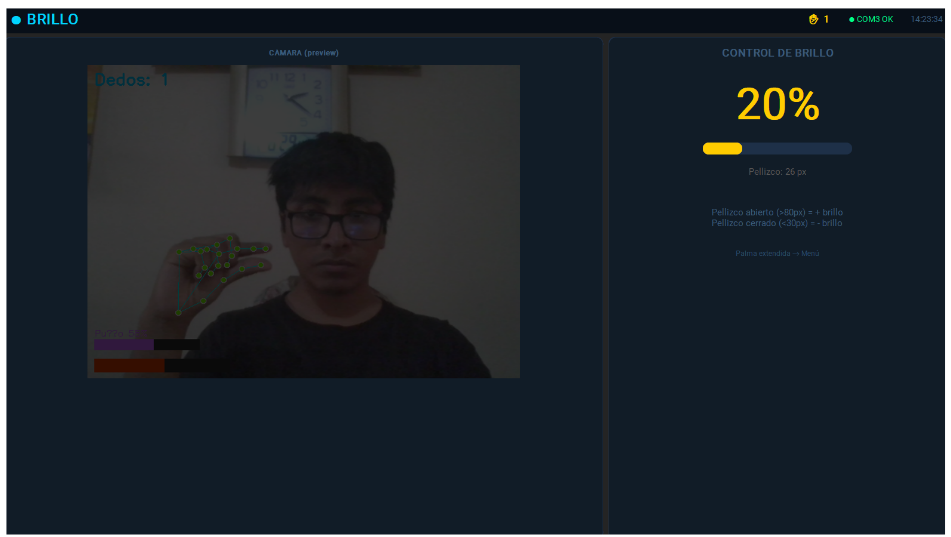 BRILLO
1
COM3 OK
14:23:34
CAMARA (preview)
Dedos: 1
CONTROL DE BRILLO
20%
Pellizco: 26 px
Pellizco abierto (>80px) = + brillo
Pellizco cerrado (<30px) = - brillo
Palma extendida → Menú